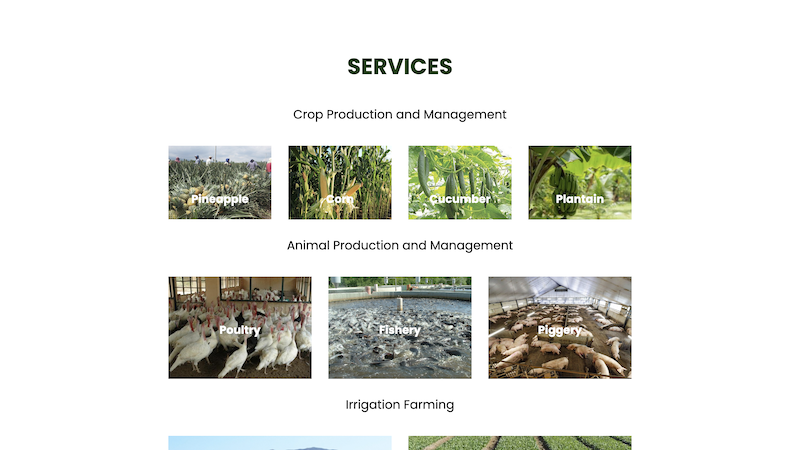 SERVICES
Crop Production and Management
Pineapple
Corn
Cucumber
Plantain
Animal Production and Management
Poultry
Fishery
Piggery
Irrigation Farming